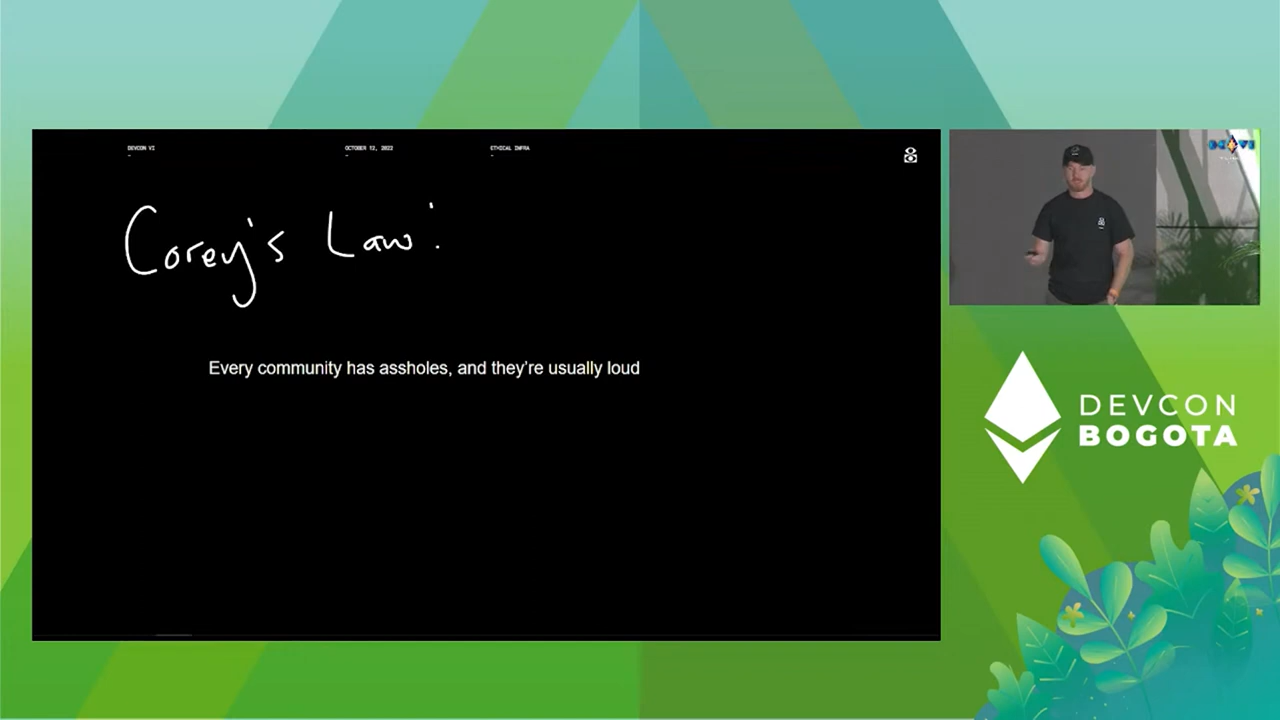 DEVCON VI
OCTOBER 12, 2022
ETHICAL INFRA
Corey's Law:
Every community has assholes, and they're usually loud
DEVCON
BOGOTA